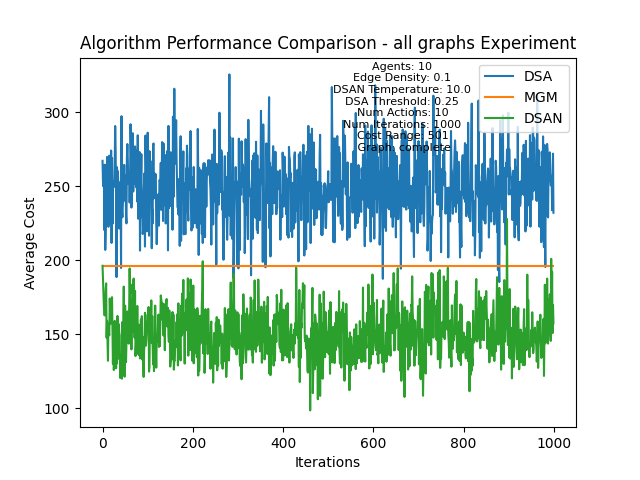 Algorithm Performance Comparison - all graphs Experiment
Agents: 10
Edge Density: 0.1
DSAN Temperature: 10.0
DSA Threshold: 0.25
Num Actions: 10
Num Iterations: 1000
Cost Range: 501
Graph: complete
DSA
MGM
DSAN
Average Cost
300
250
200
150
100
0
200
400
600
800
1000
Iterations